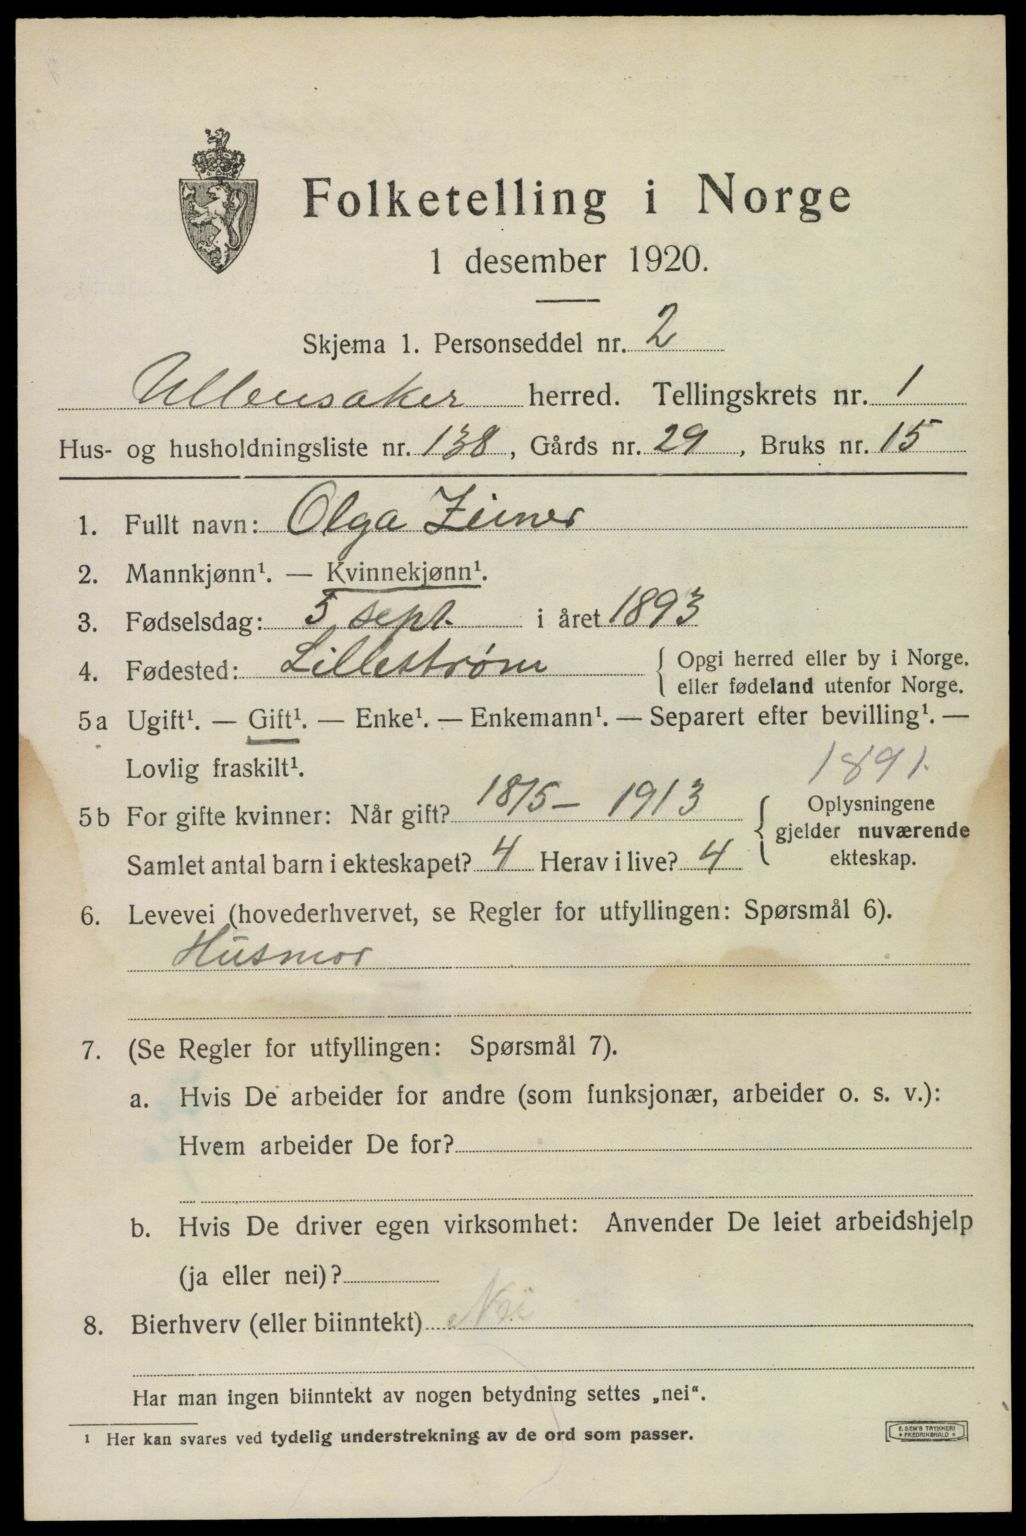 Folketelling i Norge
1 desember 1920.
Skjema 1. Personseddel nr. 2
Ullensaker herred. Tellingskrets nr. 1
Hus- og husholdningsliste nr. 138, Gårds nr. 29, Bruks nr. 15
1. Fullt navn: Olga Zeiner
2. Mannkjønn¹. — Kvinnekjønn¹.
3. Fødselsdag: 5 sept. i året 1893
4. Fødested: Lillestrøm { Opgi herred eller by i Norge,
eller fødeland utenfor Norge.
5a Ugift¹. — Gift¹. — Enke¹. — Enkemann¹. — Separert efter bevilling¹. —
Lovlig fraskilt¹. 1891.
5b For gifte kvinner: Når gift? 18/5 — 1913 { Oplysningene
gjelder nuværende
Samlet antal barn i ekteskapet? 4 Herav i live? 4 ekteskap.
6. Levevei (hovederhvervet, se Regler for utfyllingen: Spørsmål 6).
Husmor
7. (Se Regler for utfyllingen: Spørsmål 7).
a. Hvis De arbeider for andre (som funksjonær, arbeider o. s. v.):
Hvem arbeider De for?
b. Hvis De driver egen virksomhet: Anvender De leiet arbeidshjelp
(ja eller nei)?
8. Bierhverv (eller biinntekt) Nei
Har man ingen biinntekt av nogen betydning settes „nei“.
¹ Her kan svares ved tydelig understrekning av de ord som passer.
E. SEM'S TRYKKERI
FREDRIKSHALD